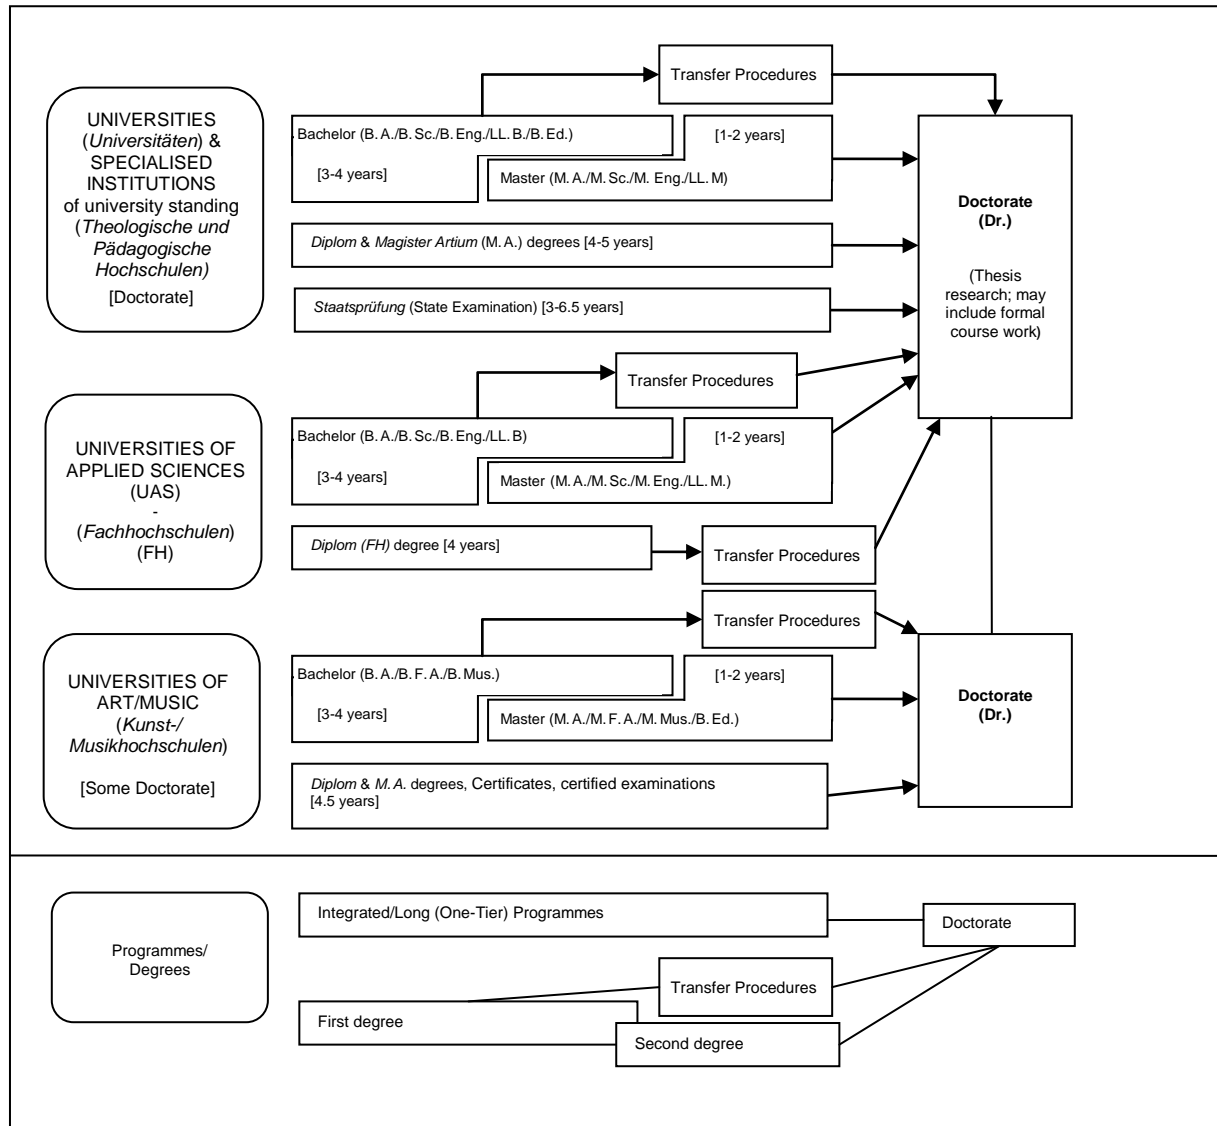 Transfer Procedures
UNIVERSITIES
(Universitäten) &
SPECIALISED
INSTITUTIONS
of university standing
(Theologische und
Pädagogische
Hochschulen)
[Doctorate]
Bachelor (B.A./B.Sc./B.Eng./LL.B./B.Ed.)
[3-4 years]
[1-2 years]
Master (M.A./M.Sc./M.Eng./LL.M)
Diplom & Magister Artium (M.A.) degrees [4-5 years]
Staatsprüfung (State Examination) [3-6.5 years]
Doctorate
(Dr.)
(Thesis
research; may
include formal
course work)
Transfer Procedures
UNIVERSITIES OF
APPLIED SCIENCES
(UAS)
-
(Fachhochschulen)
(FH)
Bachelor (B.A./B.Sc./B.Eng./LL.B)
[3-4 years]
[1-2 years]
Master (M.A./M.Sc./M.Eng./LL.M.)
Diplom (FH) degree [4 years]
Transfer Procedures
Transfer Procedures
UNIVERSITIES OF
ART/MUSIC
(Kunst-/
Musikhochschulen)
[Some Doctorate]
Bachelor (B.A./B.F.A./B.Mus.)
[3-4 years]
[1-2 years]
Master (M.A./M.F.A./M.Mus./B.Ed.)
Diplom & M.A. degrees, Certificates, certified examinations
[4.5 years]
Doctorate
(Dr.)
Programmes/
Degrees
Integrated/Long (One-Tier) Programmes
Doctorate
Transfer Procedures
First degree
Second degree